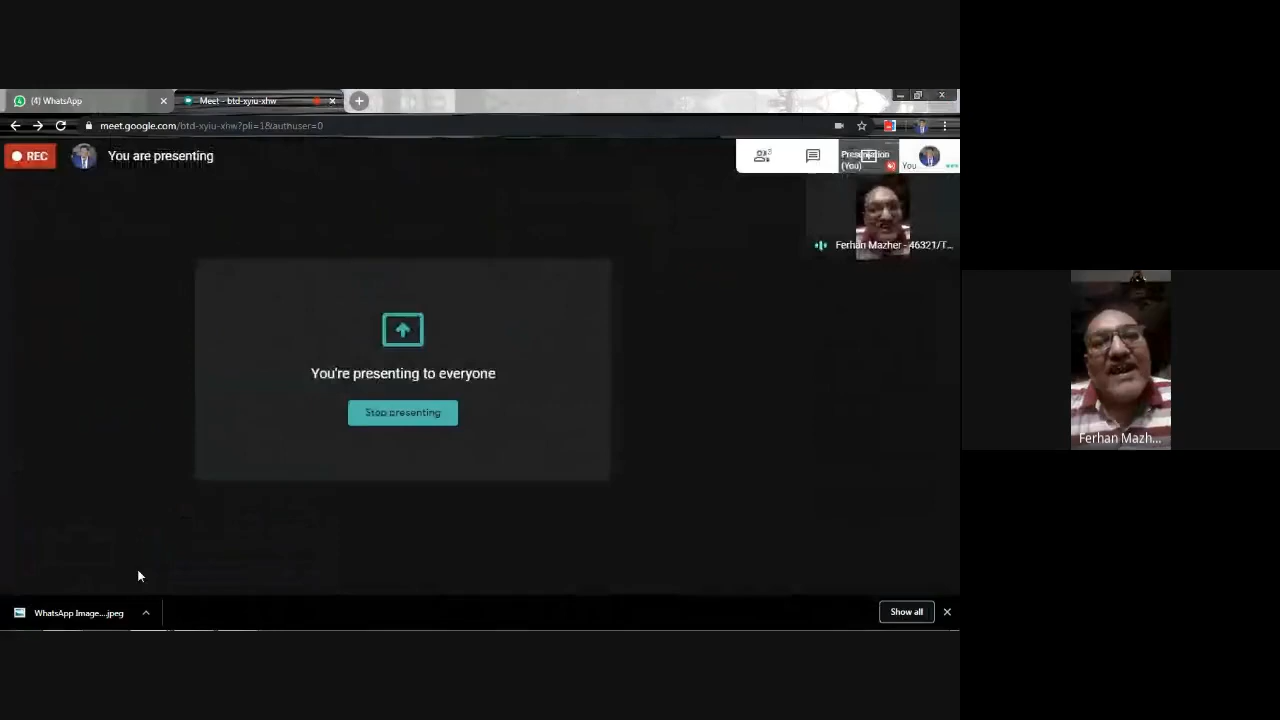 (4) WhatsApp
Meet - btd-xyiu-xhw
meet.google.com/btd-xyiu-xhw?pli=1&authuser=0
REC
You are presenting
Presentation
(You)
You
Ferhan Mazher - 46321/T...
You're presenting to everyone
Stop presenting
Ferhan Mazh...
WhatsApp Image....jpeg
Show all